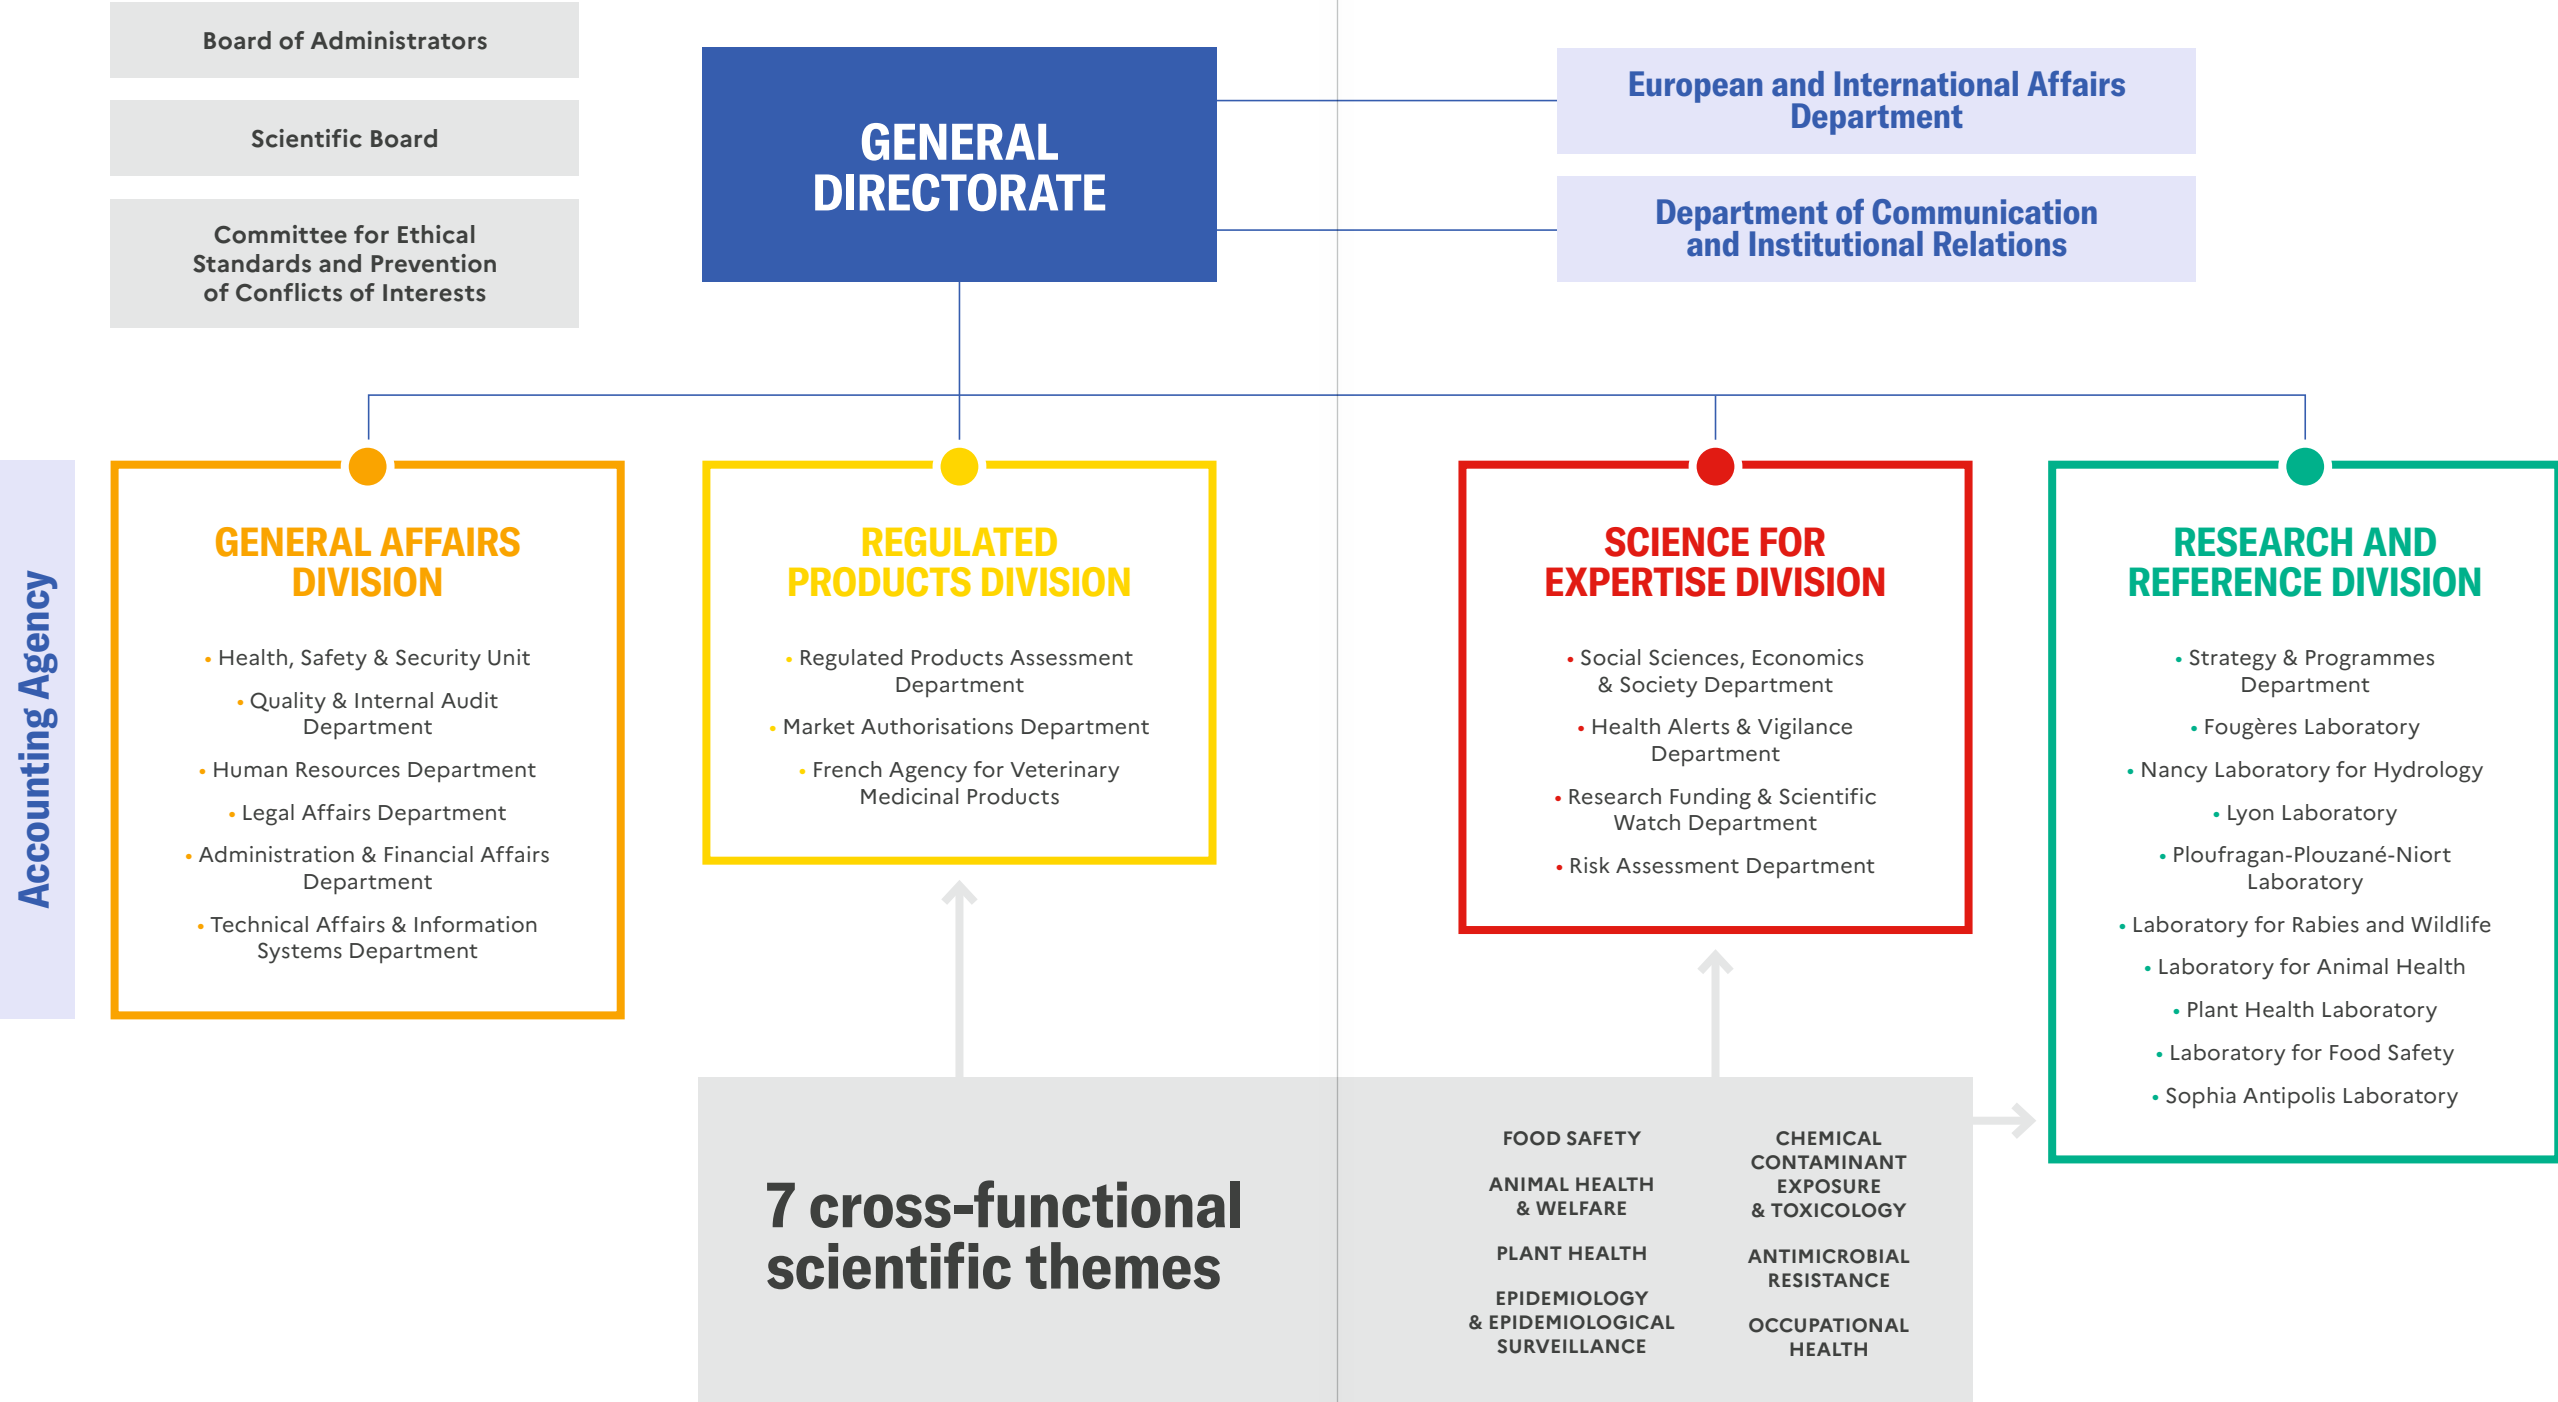 Board of Administrators
Scientific Board
Committee for Ethical
Standards and Prevention
of Conflicts of Interests
GENERAL
DIRECTORATE
European and International Affairs
Department
Department of Communication
and Institutional Relations
Accounting Agency
GENERAL AFFAIRS
DIVISION
• Health, Safety & Security Unit
• Quality & Internal Audit
Department
• Human Resources Department
• Legal Affairs Department
• Administration & Financial Affairs
Department
• Technical Affairs & Information
Systems Department
REGULATED
PRODUCTS DIVISION
• Regulated Products Assessment
Department
• Market Authorisations Department
• French Agency for Veterinary
Medicinal Products
SCIENCE FOR
EXPERTISE DIVISION
• Social Sciences, Economics
& Society Department
• Health Alerts & Vigilance
Department
• Research Funding & Scientific
Watch Department
• Risk Assessment Department
RESEARCH AND
REFERENCE DIVISION
• Strategy & Programmes
Department
• Fougères Laboratory
• Nancy Laboratory for Hydrology
• Lyon Laboratory
• Ploufragan-Plouzané-Niort
Laboratory
• Laboratory for Rabies and Wildlife
• Laboratory for Animal Health
• Plant Health Laboratory
• Laboratory for Food Safety
• Sophia Antipolis Laboratory
7 cross-functional
scientific themes
FOOD SAFETY
ANIMAL HEALTH
& WELFARE
PLANT HEALTH
EPIDEMIOLOGY
& EPIDEMIOLOGICAL
SURVEILLANCE
CHEMICAL
CONTAMINANT
EXPOSURE
& TOXICOLOGY
ANTIMICROBIAL
RESISTANCE
OCCUPATIONAL
HEALTH